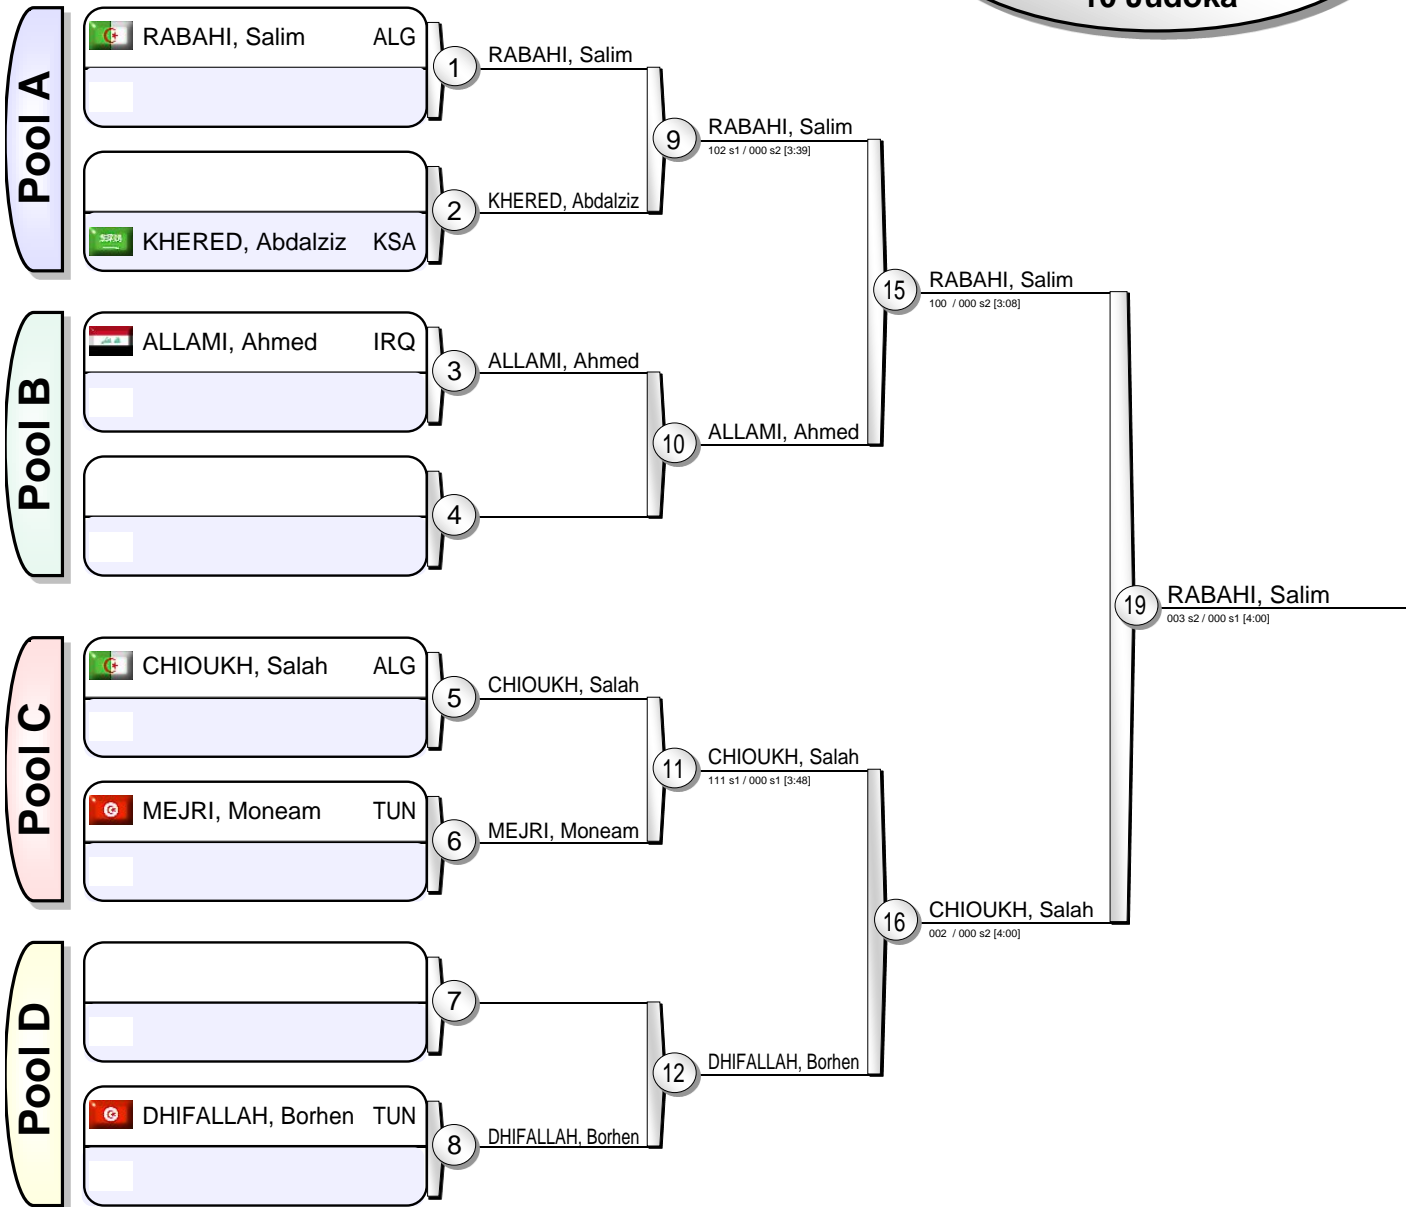 10 Judoka
Pool A
RABAHI, Salim ALG
KHERED, Abdalziz KSA
1
RABAHI, Salim
2
KHERED, Abdalziz
9
RABAHI, Salim
102 s1 / 000 s2 [3:39]
Pool B
ALLAMI, Ahmed IRQ
3
ALLAMI, Ahmed
4
10
ALLAMI, Ahmed
15
RABAHI, Salim
100 / 000 s2 [3:08]
Pool C
CHIOUKH, Salah ALG
MEJRI, Moneam TUN
5
CHIOUKH, Salah
6
MEJRI, Moneam
11
CHIOUKH, Salah
111 s1 / 000 s1 [3:48]
Pool D
DHIFALLAH, Borhen TUN
7
8
DHIFALLAH, Borhen
12
DHIFALLAH, Borhen
16
CHIOUKH, Salah
002 / 000 s2 [4:00]
19
RABAHI, Salim
003 s2 / 000 s1 [4:00]